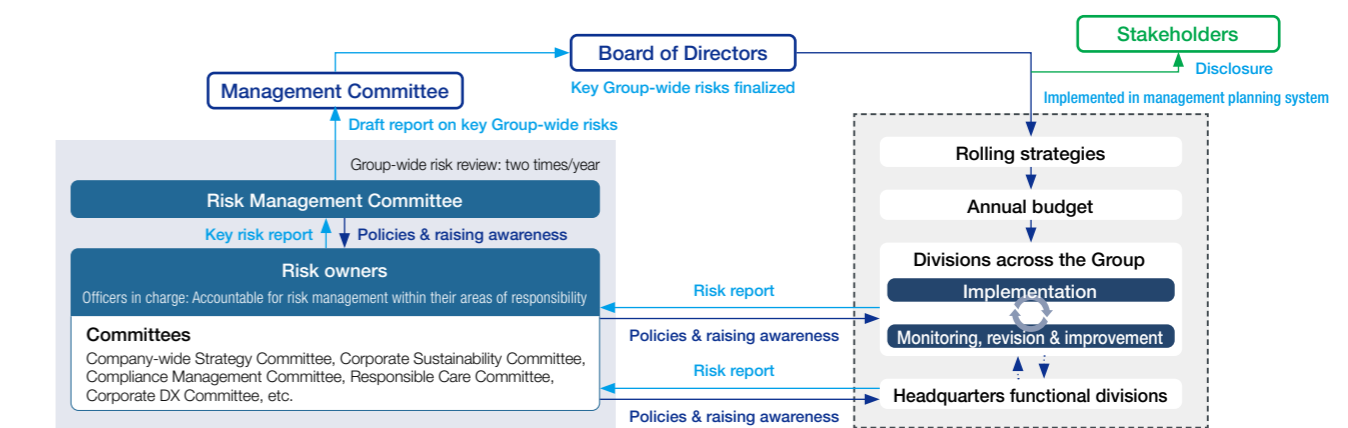 Stakeholders
Board of Directors
Disclosure
Key Group-wide risks finalized
Management Committee
Implemented in management planning system
Draft report on key Group-wide risks
Group-wide risk review: two times/year
Rolling strategies
Risk Management Committee
Annual budget
Key risk report
Policies & raising awareness
Divisions across the Group
Risk owners
Officers in charge: Accountable for risk management within their areas of responsibility
Risk report
Implementation
Policies & raising awareness
Monitoring, revision & improvement
Committees
Company-wide Strategy Committee, Corporate Sustainability Committee,
Compliance Management Committee, Responsible Care Committee,
Corporate DX Committee, etc.
Risk report
Headquarters functional divisions
Policies & raising awareness